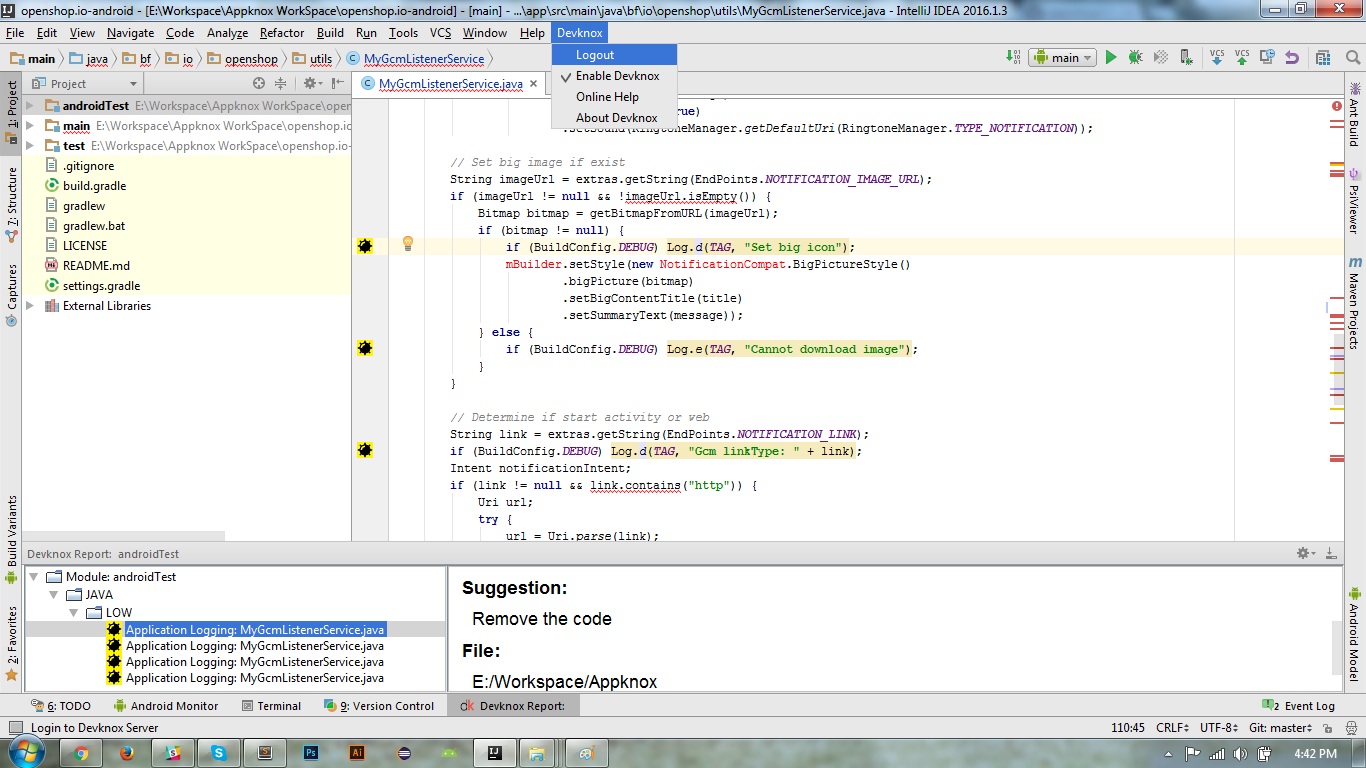 openshop.io-android - [E:\Workspace\Appknox WorkSpace\openshop.io-android] - [main] - ...\app\src\main\java\bf\io\openshop\utils\MyGcmListenerService.java - IntelliJ IDEA 2016.1.3
File Edit View Navigate Code Analyze Refactor Build Run Tools VCS Window Help Devknox
Logout
Enable Devknox
Online Help
About Devknox
main java bf io openshop utils MyGcmListenerService
main VCS VCS
Project
MyGcmListenerService.java
androidTest E:\Workspace\Appknox WorkSpace\open
main E:\Workspace\Appknox WorkSpace\openshop.io
test E:\Workspace\Appknox WorkSpace\openshop.io-
.gitignore
build.gradle
gradlew
gradlew.bat
LICENSE
README.md
settings.gradle
External Libraries
1: Project
7: Structure
Captures
Build Variants
2: Favorites
.setSound(RingtoneManager.getDefaultUri(RingtoneManager.TYPE_NOTIFICATION));
// Set big image if exist
String imageUrl = extras.getString(EndPoints.NOTIFICATION_IMAGE_URL);
if (imageUrl != null && !imageUrl.isEmpty()) {
Bitmap bitmap = getBitmapFromURL(imageUrl);
if (bitmap != null) {
if (BuildConfig.DEBUG) Log.d(TAG, "Set big icon");
mBuilder.setStyle(new NotificationCompat.BigPictureStyle()
.bigPicture(bitmap)
.setBigContentTitle(title)
.setSummaryText(message));
} else {
if (BuildConfig.DEBUG) Log.e(TAG, "Cannot download image");
}
}
// Determine if start activity or web
String link = extras.getString(EndPoints.NOTIFICATION_LINK);
if (BuildConfig.DEBUG) Log.d(TAG, "Gcm linkType: " + link);
Intent notificationIntent;
if (link != null && link.contains("http")) {
Uri url;
try {
url = Uri.parse(link);
Ant Build
PsiViewer
Maven Projects
Android Model
Devknox Report: androidTest
Module: androidTest
JAVA
LOW
Application Logging: MyGcmListenerService.java
Application Logging: MyGcmListenerService.java
Application Logging: MyGcmListenerService.java
Application Logging: MyGcmListenerService.java
Suggestion:
Remove the code
File:
E:/Workspace/Appknox
6: TODO Android Monitor Terminal 9: Version Control dk Devknox Report: 2 Event Log
Login to Devknox Server 110:45 CRLF UTF-8 Git: master
4:42 PM